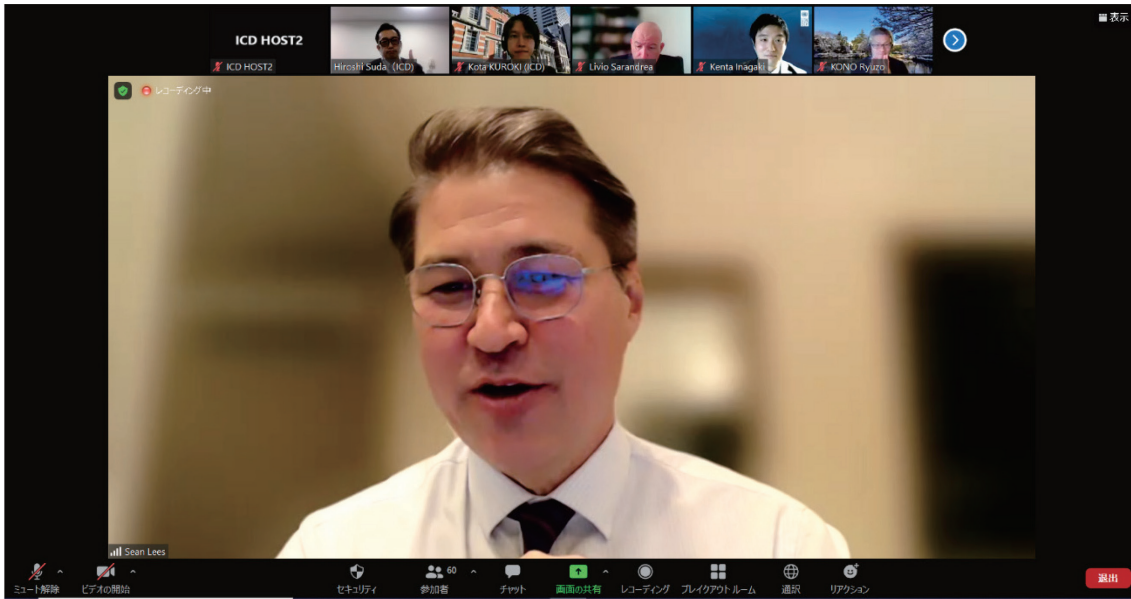 ICD HOST2
ICD HOST2
Hiroshi Suda (ICD)
Kota KUROKI (ICD)
Livio Sarandrea
Kenta Inagaki
KONO Ryuzo
表示
レコーディング中
Sean Lees
ミュート解除
ビデオの開始
セキュリティ
60
参加者
チャット
画面の共有
レコーディング
ブレイクアウト ルーム
通訳
リアクション
退出